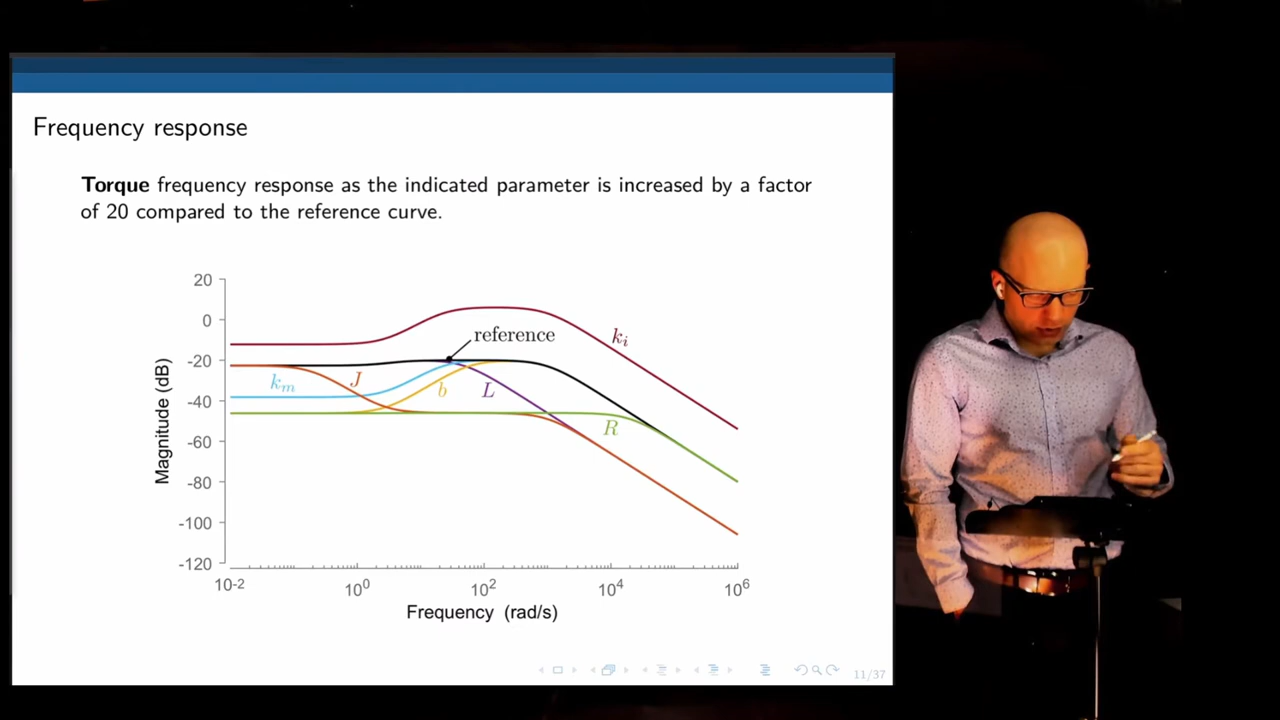 Frequency response
Torque frequency response as the indicated parameter is increased by a factor
of 20 compared to the reference curve.
20
0
-20
-40
-60
-80
-100
-120
Magnitude (dB)
reference
k_i
k_m
J
b
L
R
10^-2
10^0
10^2
10^4
10^6
Frequency (rad/s)
11/37